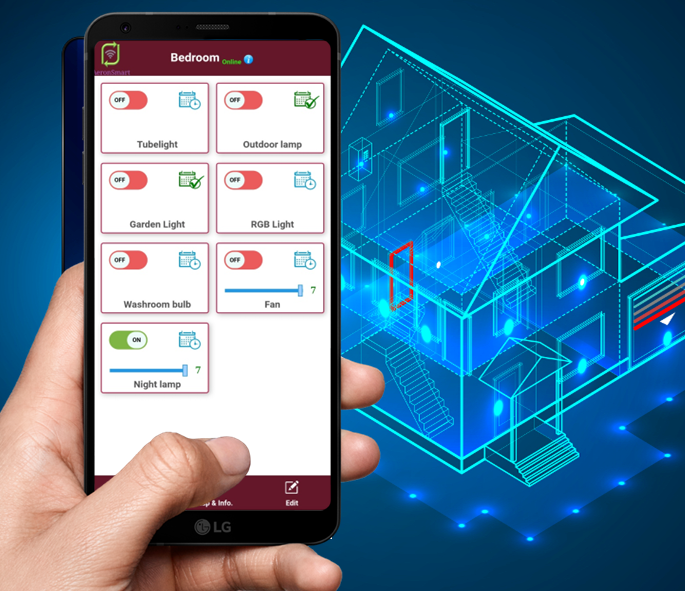 Bedroom Online i
OFF
Tubelight
OFF
Outdoor lamp
OFF
Garden Light
OFF
RGB Light
OFF
Washroom bulb
OFF
7
Fan
ON
7
Night lamp
& Info.
Edit
LG